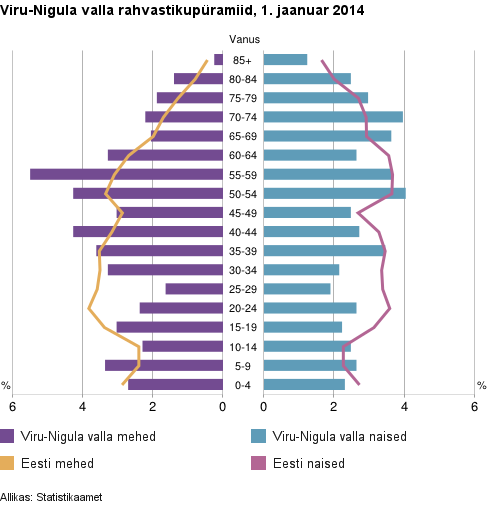 Viru-Nigula valla rahvastikupüramiid, 1. jaanuar 2014
Vanus
85+
80-84
75-79
70-74
65-69
60-64
55-59
50-54
45-49
40-44
35-39
30-34
25-29
20-24
15-19
10-14
5-9
% 0-4 %
6 4 2 0 0 2 4 6
Viru-Nigula valla mehed Viru-Nigula valla naised
Eesti mehed Eesti naised
Allikas: Statistikaamet